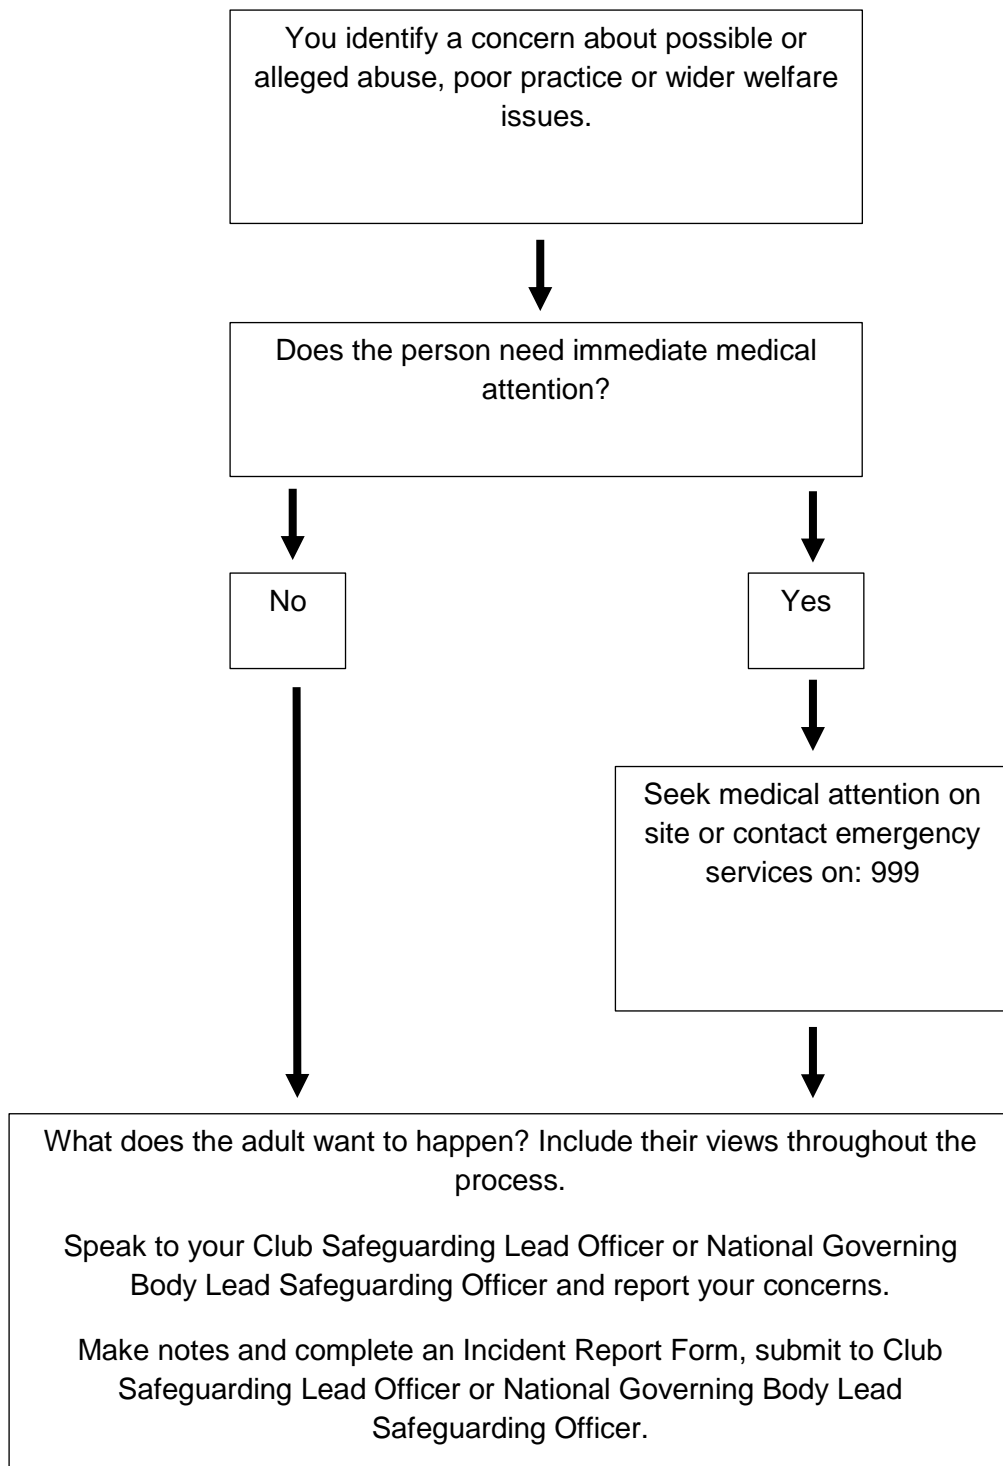 You identify a concern about possible or
alleged abuse, poor practice or wider welfare
issues.
Does the person need immediate medical
attention?
No
Yes
Seek medical attention on
site or contact emergency
services on: 999
What does the adult want to happen? Include their views throughout the
process.
Speak to your Club Safeguarding Lead Officer or National Governing
Body Lead Safeguarding Officer and report your concerns.
Make notes and complete an Incident Report Form, submit to Club
Safeguarding Lead Officer or National Governing Body Lead
Safeguarding Officer.